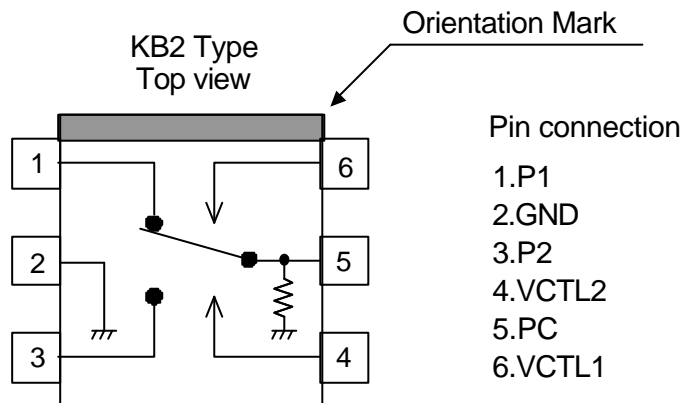 Orientation Mark
KB2 Type
Top view
Pin connection
1
6
1.P1
2.GND
2
5
3.P2
4.VCTL2
5.PC
3
4
6.VCTL1